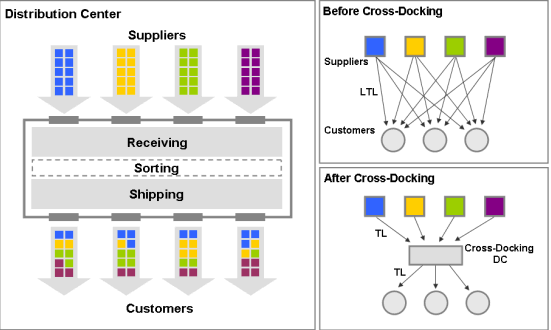 Distribution Center
Suppliers
Receiving
Sorting
Shipping
Customers
Before Cross-Docking
Suppliers
LTL
Customers
After Cross-Docking
TL
Cross-Docking
DC
TL